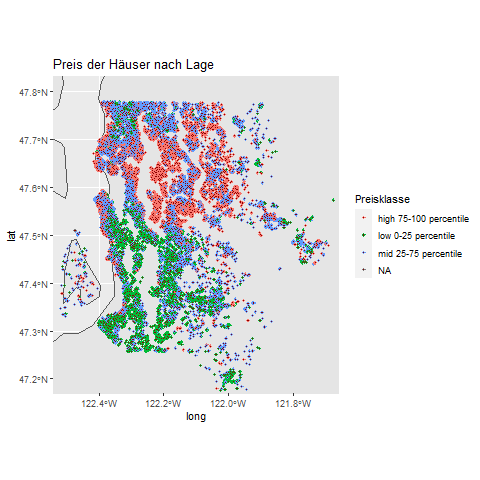 Preis der Häuser nach Lage
47.8°N
47.7°N
47.6°N
47.5°N
47.4°N
47.3°N
47.2°N
lat
122.4°W
122.2°W
122.0°W
121.8°W
long
Preisklasse
high 75-100 percentile
low 0-25 percentile
mid 25-75 percentile
NA